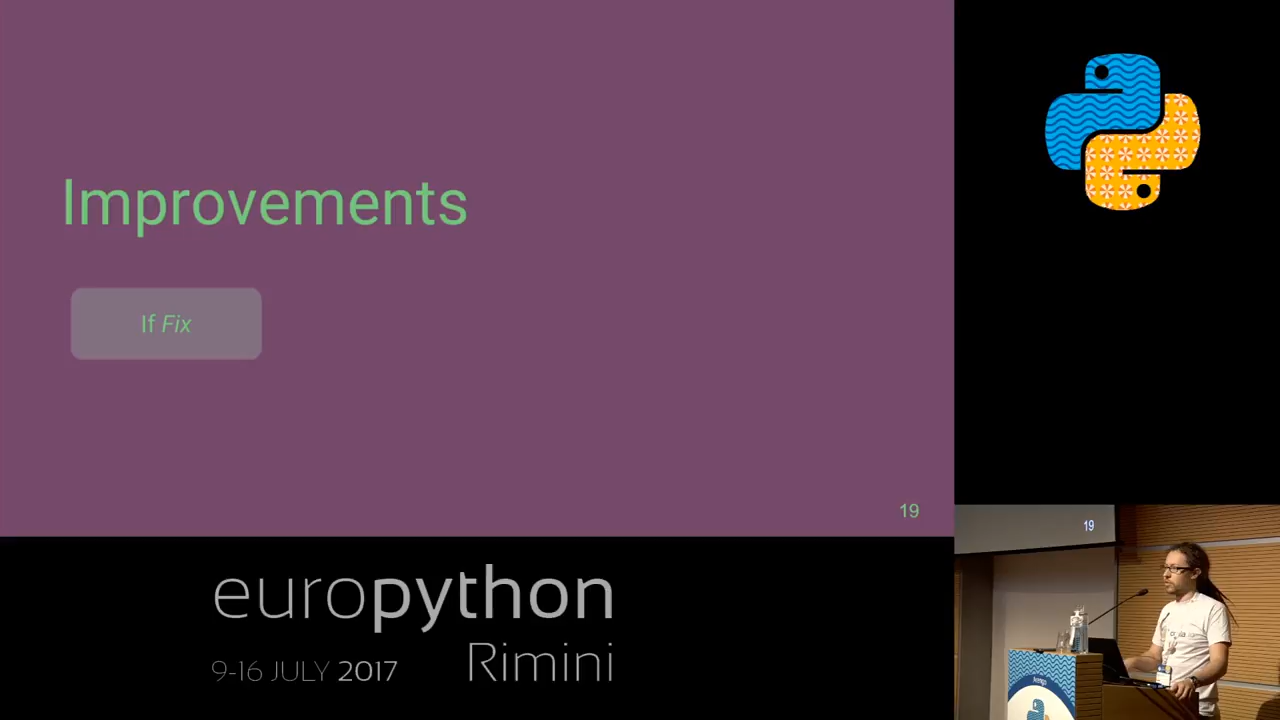 Improvements
If Fix
19
europython
9-16 JULY 2017
Rimini
19